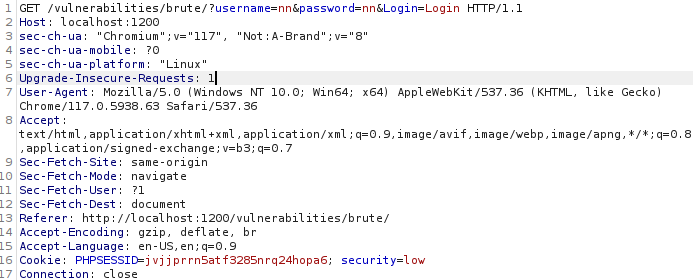 1 GET /vulnerabilities/brute/?username=nn&password=nn&Login=Login HTTP/1.1
2 Host: localhost:1200
3 sec-ch-ua: "Chromium";v="117", "Not:A-Brand";v="8"
4 sec-ch-ua-mobile: ?0
5 sec-ch-ua-platform: "Linux"
6 Upgrade-Insecure-Requests: 1
7 User-Agent: Mozilla/5.0 (Windows NT 10.0; Win64; x64) AppleWebKit/537.36 (KHTML, like Gecko)
Chrome/117.0.5938.63 Safari/537.36
8 Accept:
text/html,application/xhtml+xml,application/xml;q=0.9,image/avif,image/webp,image/apng,*/*;q=0.8
,application/signed-exchange;v=b3;q=0.7
9 Sec-Fetch-Site: same-origin
10 Sec-Fetch-Mode: navigate
11 Sec-Fetch-User: ?1
12 Sec-Fetch-Dest: document
13 Referer: http://localhost:1200/vulnerabilities/brute/
14 Accept-Encoding: gzip, deflate, br
15 Accept-Language: en-US,en;q=0.9
16 Cookie: PHPSESSID=jvjjprrn5atf3285nrq24hopa6; security=low
17 Connection: close